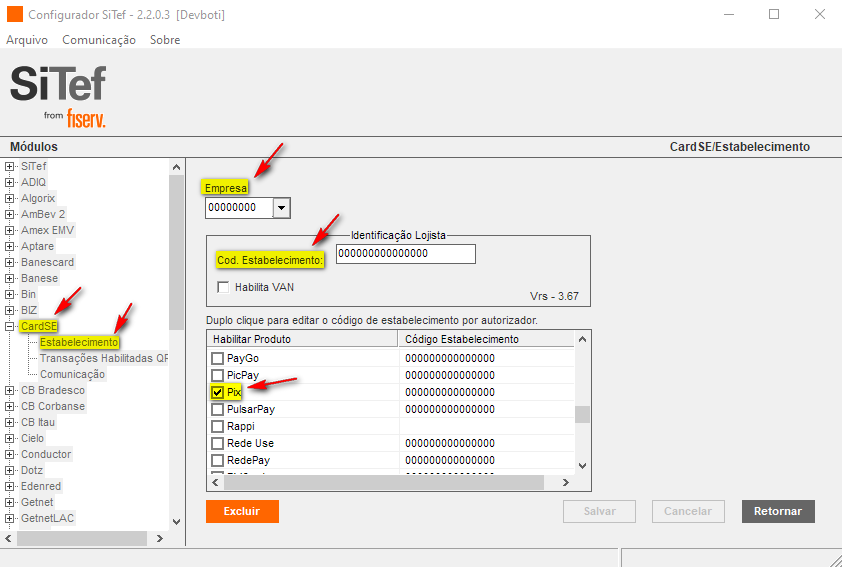 Configurador SiTef - 2.2.0.3 [Devboti]
Arquivo Comunicação Sobre
SiTef
from fiserv.
Módulos
CardSE/Estabelecimento
SiTef
ADIQ
Algorix
AmBev 2
Amex EMV
Aptare
Banescard
Banese
Bin
BIZ
CardSE
Estabelecimento
Transações Habilitadas QR
Comunicação
CB Bradesco
CB Corbanse
CB Itau
Cielo
Conductor
Dotz
Edenred
Getnet
GetnetLAC
Empresa
00000000
Identificação Lojista
Cod. Estabelecimento: 000000000000000
Habilita VAN
Vrs - 3.67
Duplo clique para editar o código de estabelecimento por autorizador.
Habilitar Produto Código Estabelecimento
PayGo 000000000000000
PicPay 000000000000000
Pix 000000000000000
PulsarPay 000000000000000
Rappi
Rede Use 000000000000000
RedePay 000000000000000
Excluir Salvar Cancelar Retornar